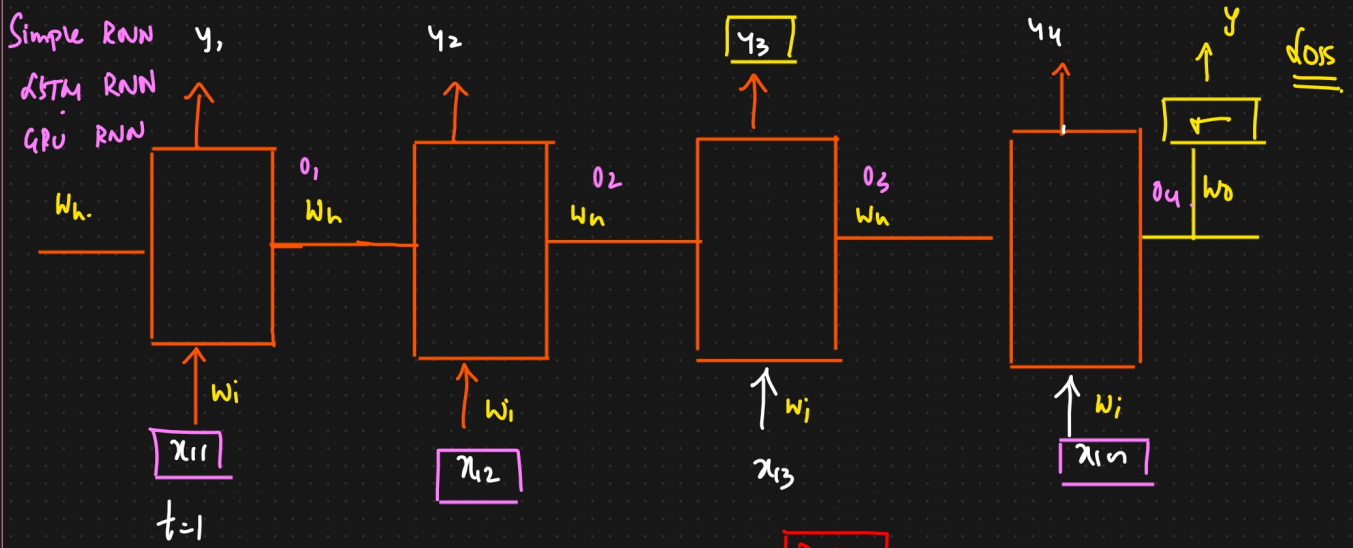 Simple RNN
LSTM RNN
GRU RNN
y1
y2
y3
y4
y
Loss
Wh.
O1
Wh
O2
Wh
O3
Wh
O4
Wo
Wi
Wi
Wi
Wi
x11
x12
x13
x1n
t=1